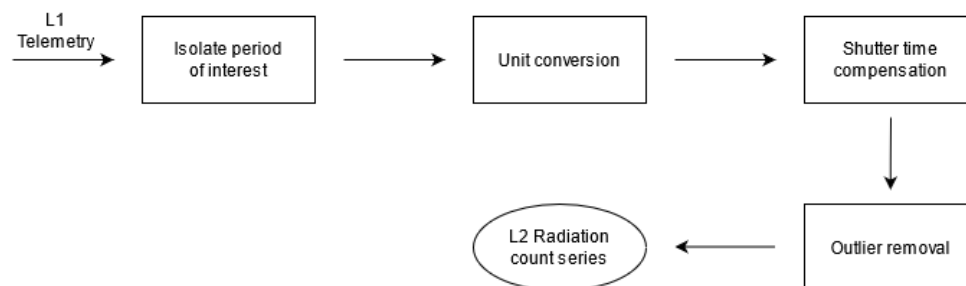 L1
Telemetry
Isolate period
of interest
Unit conversion
Shutter time
compensation
L2 Radiation
count series
Outlier removal